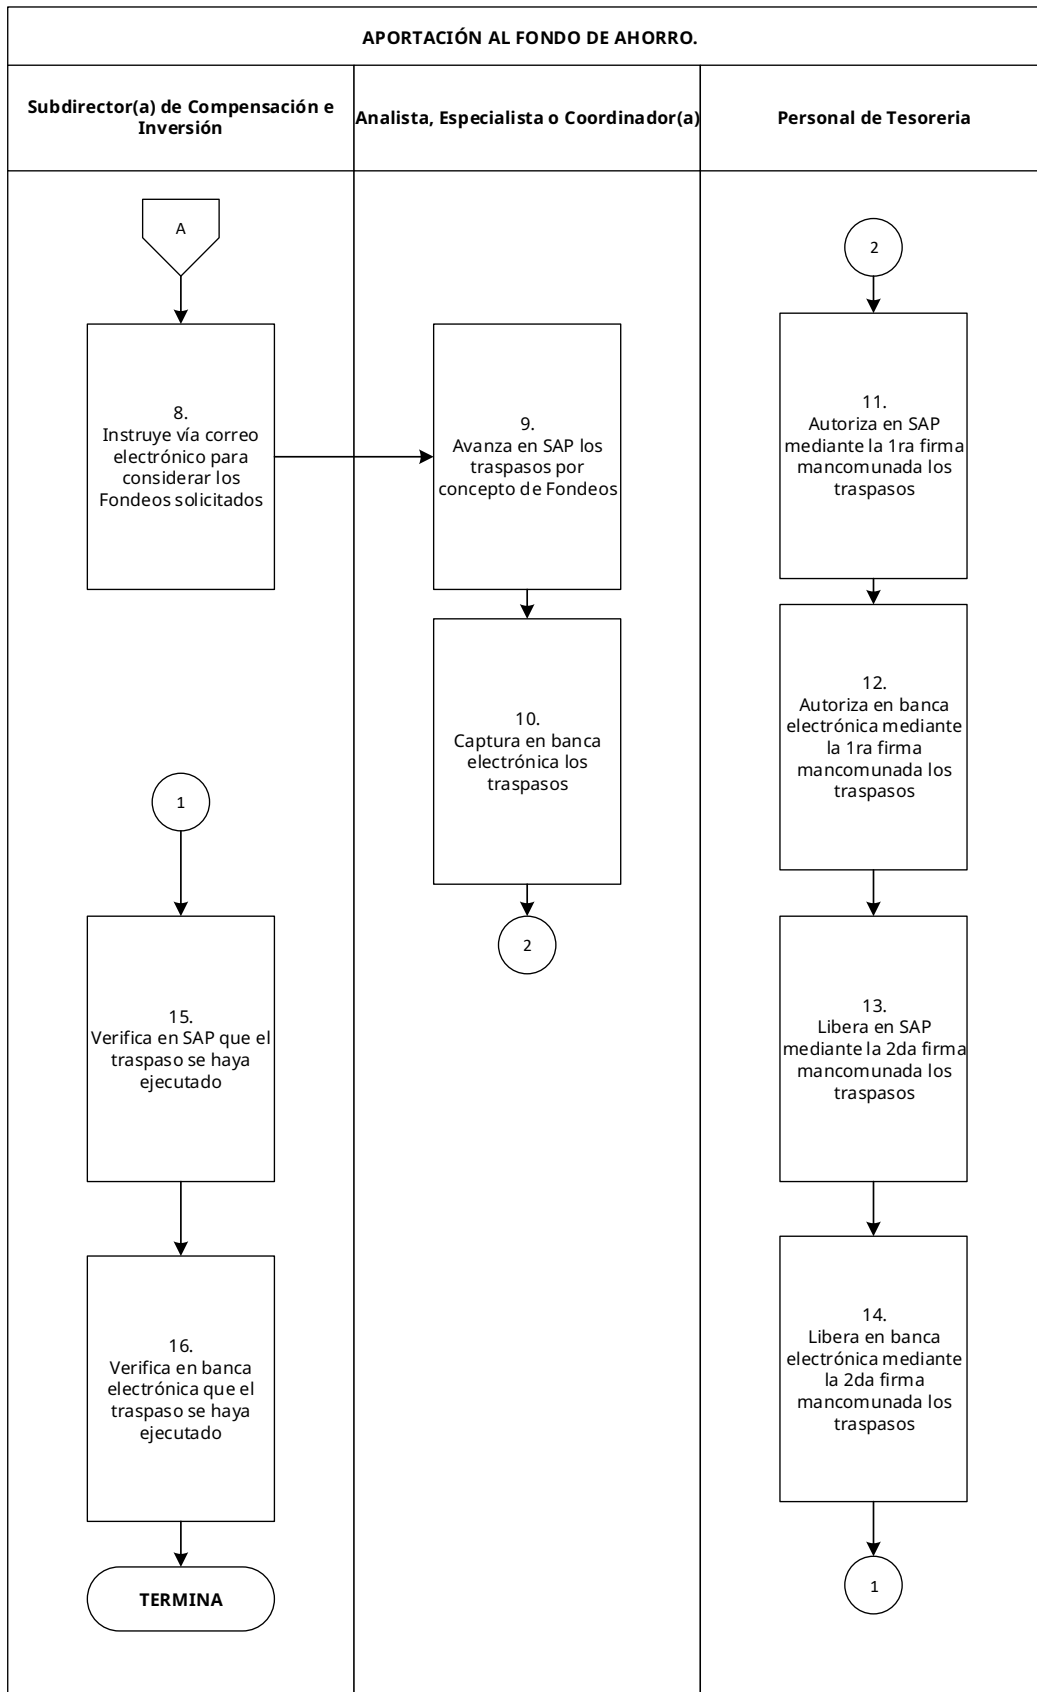 APORTACIÓN AL FONDO DE AHORRO.
Subdirector(a) de Compensación e
Inversión
Analista, Especialista o Coordinador(a)
Personal de Tesoreria
A
8.
Instruye vía correo
electrónico para
considerar los
Fondeos solicitados
9.
Avanza en SAP los
traspasos por
concepto de Fondeos
10.
Captura en banca
electrónica los
traspasos
2
2
11.
Autoriza en SAP
mediante la 1ra firma
mancomunada los
traspasos
12.
Autoriza en banca
electrónica mediante
la 1ra firma
mancomunada los
traspasos
13.
Libera en SAP
mediante la 2da firma
mancomunada los
traspasos
14.
Libera en banca
electrónica mediante
la 2da firma
mancomunada los
traspasos
1
1
15.
Verifica en SAP que el
traspaso se haya
ejecutado
16.
Verifica en banca
electrónica que el
traspaso se haya
ejecutado
TERMINA